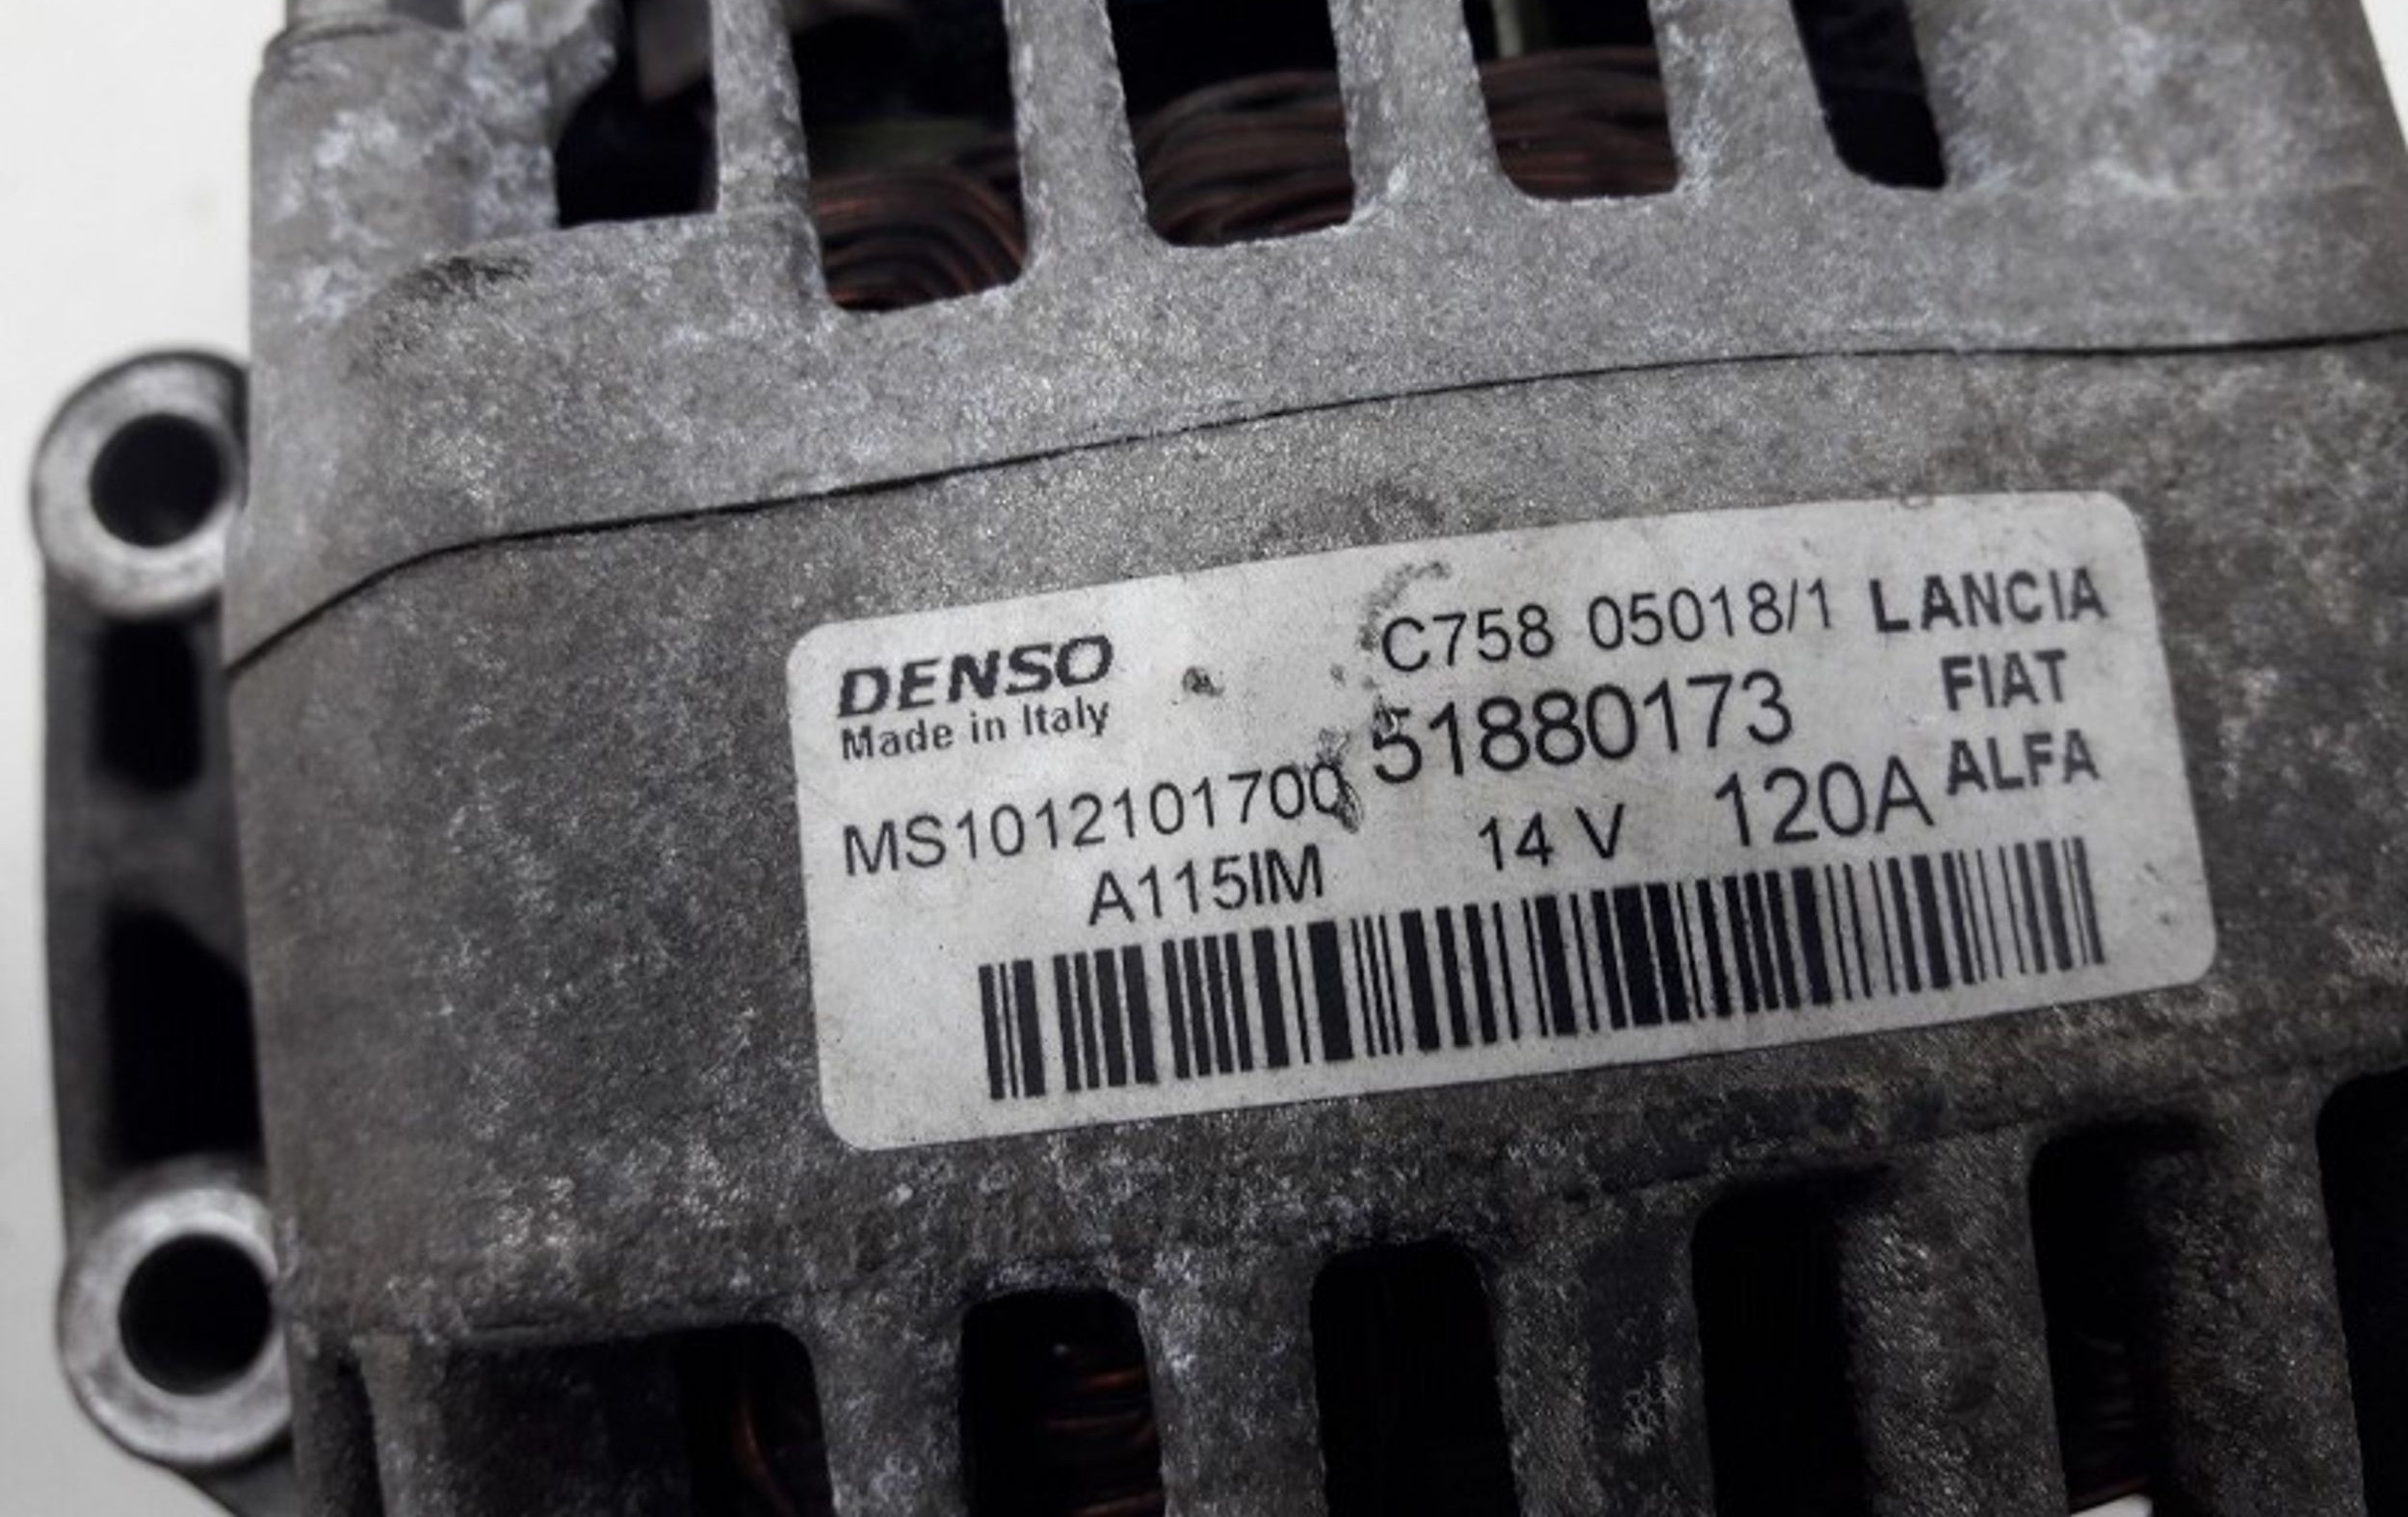 DENSO
Made in Italy
C758 05018/1 LANCIA
51880173 FIAT
MS1012101700
A115IM 14 V 120A ALFA